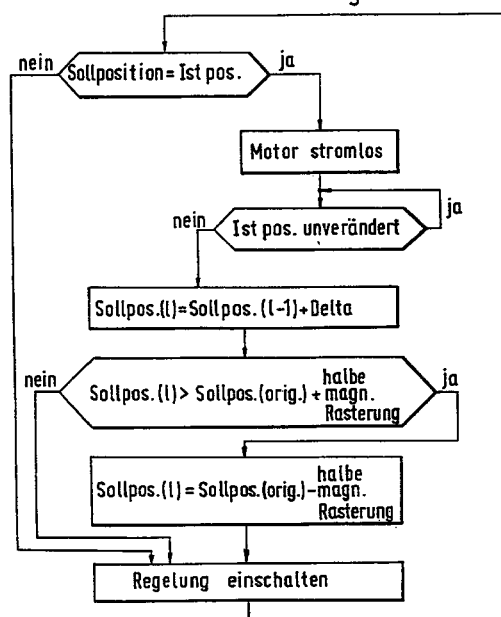 g
nein
Sollposition = Ist pos.
ja
Motor stromlos
ja
nein
Ist pos. unverändert
Sollpos.(l)=Sollpos.(l-1)+Delta
nein
Sollpos.(l) > Sollpos.(orig.) + halbe
magn.
Rasterung
ja
Sollpos.(l) = Sollpos.(orig.) - halbe
magn.
Rasterung
Regelung einschalten